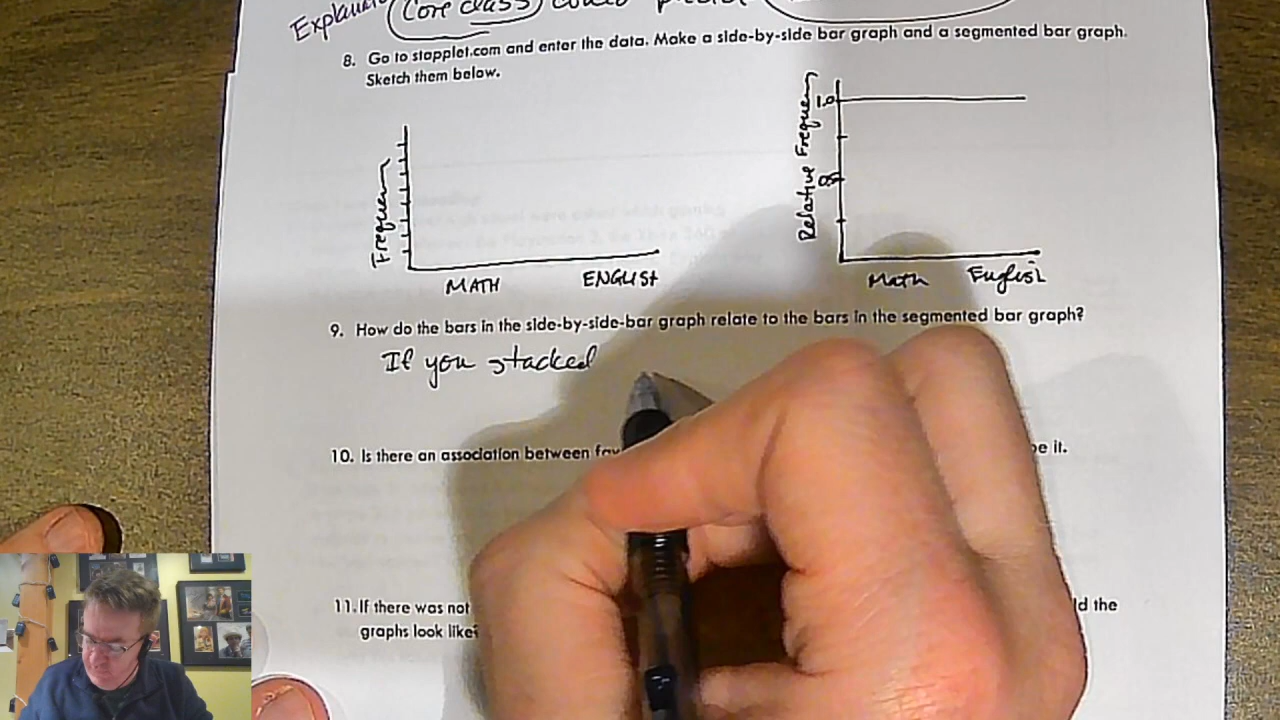 (Core class) could
8. Go to stapplet.com and enter the data. Make a side-by-side bar graph and a segmented bar graph.
Sketch them below.
Frequency
MATH ENGLISH
Relative Frequency
1.0
0.5
Math English
9. How do the bars in the side-by-side-bar graph relate to the bars in the segmented bar graph?
If you stacked
10. Is there an association between it.
11. If there was not the
graphs look like?